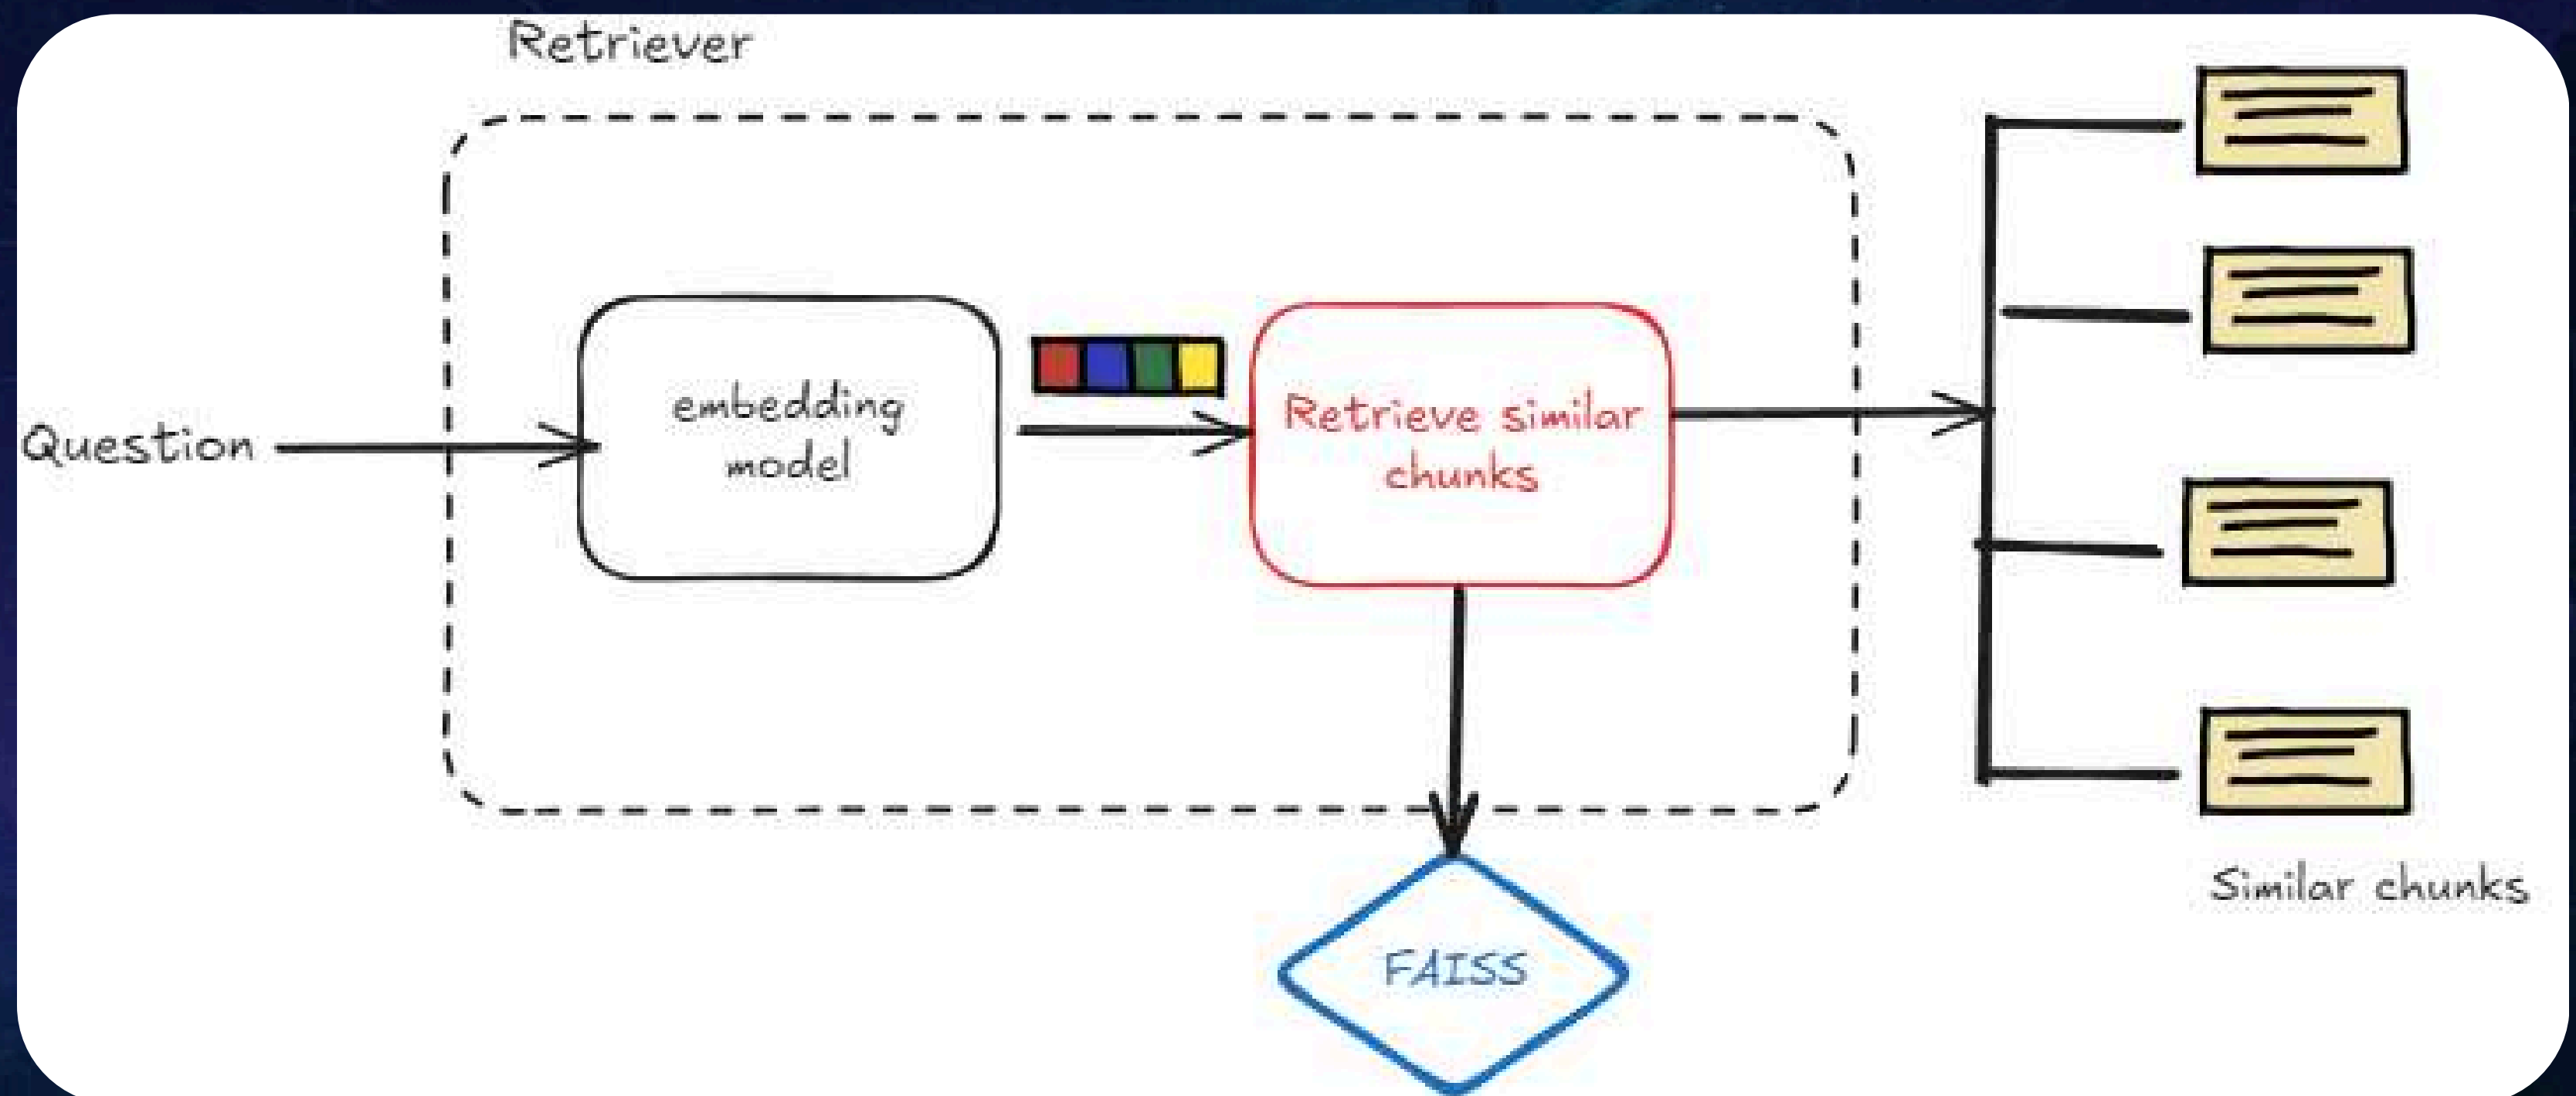 Retriever
Question
embedding
model
Retrieve similar
chunks
FAISS
Similar chunks